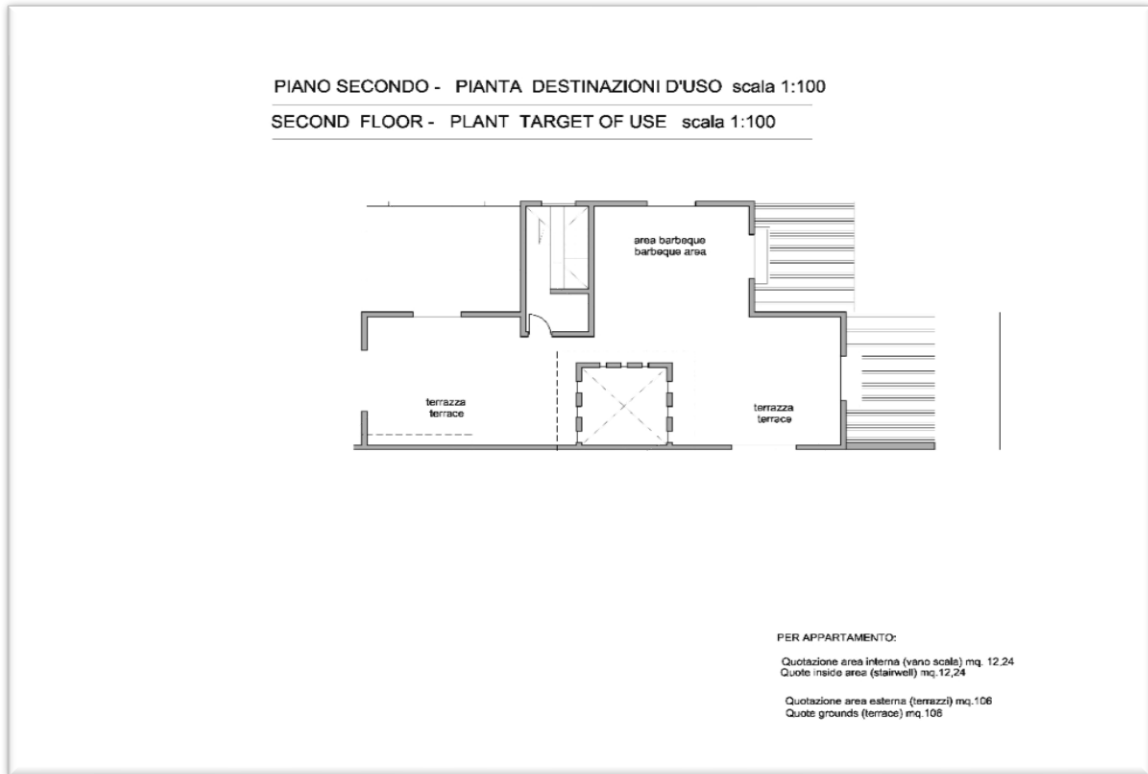 PIANO SECONDO - PIANTA DESTINAZIONI D'USO scala 1:100
SECOND FLOOR - PLANT TARGET OF USE scala 1:100
area barbeque
barbeque area
terrazza
terrace
terrazza
terrace
PER APPARTAMENTO:
Quotazione area interna (vano scala) mq. 12,24
Quote inside area (stairwell) mq.12,24
Quotazione area esterna (terrazzi) mq.106
Quote grounds (terrace) mq.106